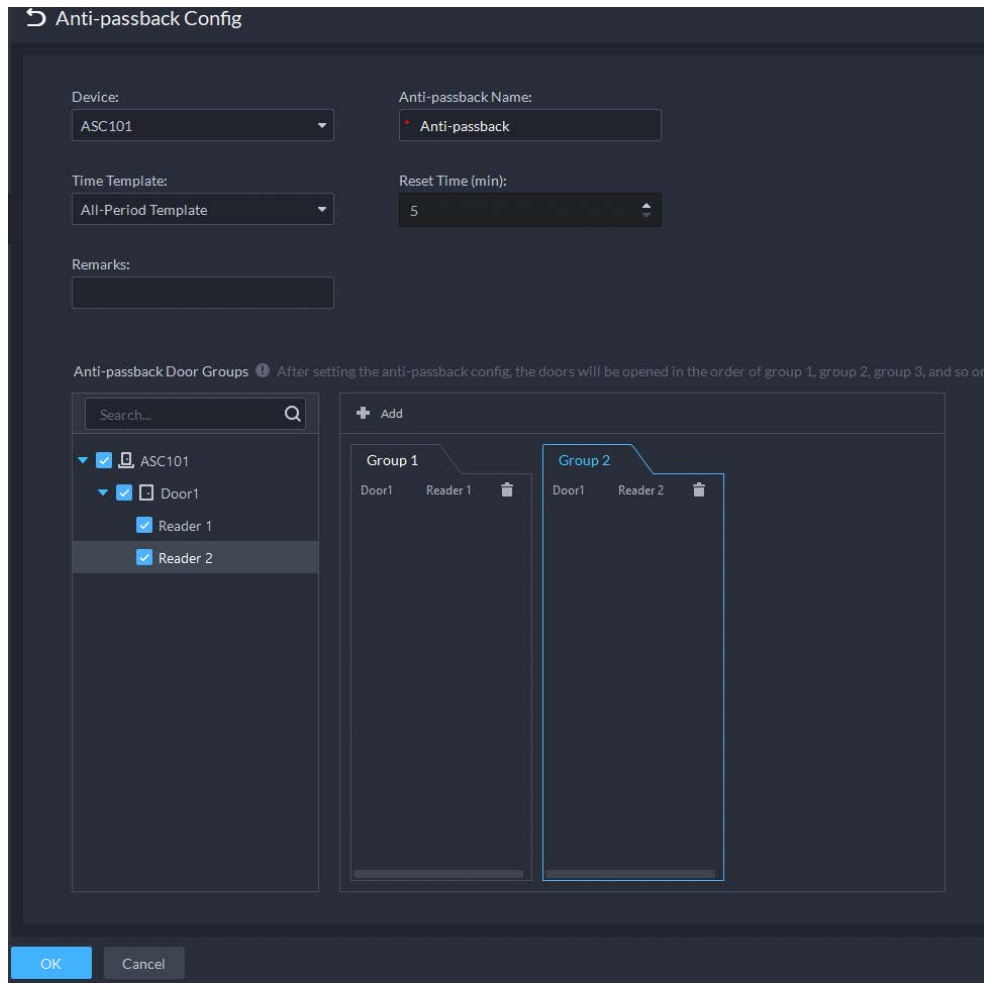 Anti-passback Config
Device:
Anti-passback Name:
ASC101
* Anti-passback
Time Template:
Reset Time (min):
All-Period Template
5
Remarks:
Anti-passback Door Groups
After setting the anti-passback config, the doors will be opened in the order of group 1, group 2, group 3, and so on
Search...
Add
ASC101
Door1
Reader 1
Reader 2
Group 1
Door1 Reader 1
Group 2
Door1 Reader 2
OK
Cancel